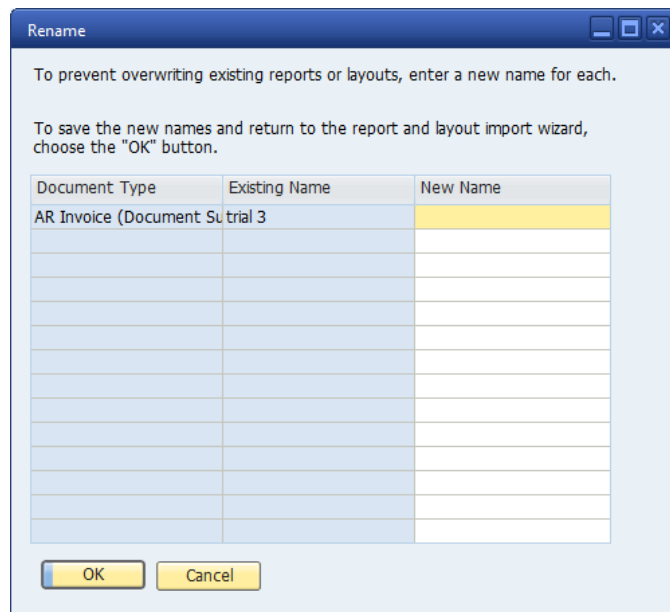 Rename
To prevent overwriting existing reports or layouts, enter a new name for each.
To save the new names and return to the report and layout import wizard,
choose the "OK" button.
Document Type Existing Name New Name
AR Invoice (Document Su trial 3
OK Cancel